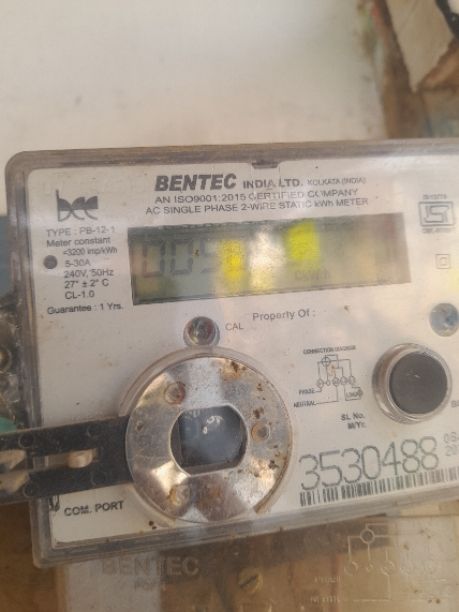 BENTEC INDIA LTD. KOLKATA (INDIA)
AN ISO9001:2015 CERTIFIED COMPANY
AC SINGLE PHASE 2-WIRE STATIC kWh METER
bec
TYPE : PB-12-1
Meter constant
=3200 imp/kWh
5-30A
240V, 50Hz
27° ± 2° C
CL-1.0
Guarantee : 1 Yrs.
CAL
Property Of :
CONNECTION DIAGRAM
PHASE
NEUTRAL
LOAD
SL No.
M/Yr.
3530488
COM. PORT
BENTEC